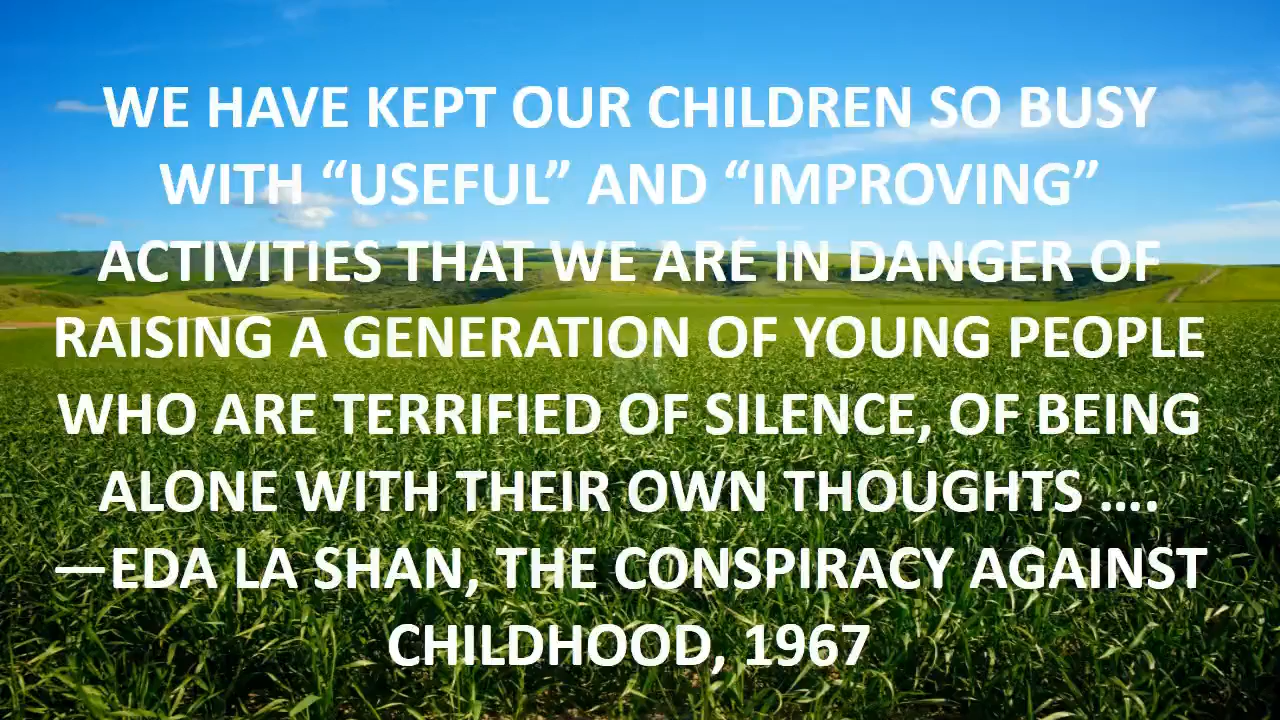 WE HAVE KEPT OUR CHILDREN SO BUSY
WITH “USEFUL” AND “IMPROVING”
ACTIVITIES THAT WE ARE IN DANGER OF
RAISING A GENERATION OF YOUNG PEOPLE
WHO ARE TERRIFIED OF SILENCE, OF BEING
ALONE WITH THEIR OWN THOUGHTS ....
—EDA LA SHAN, THE CONSPIRACY AGAINST
CHILDHOOD, 1967